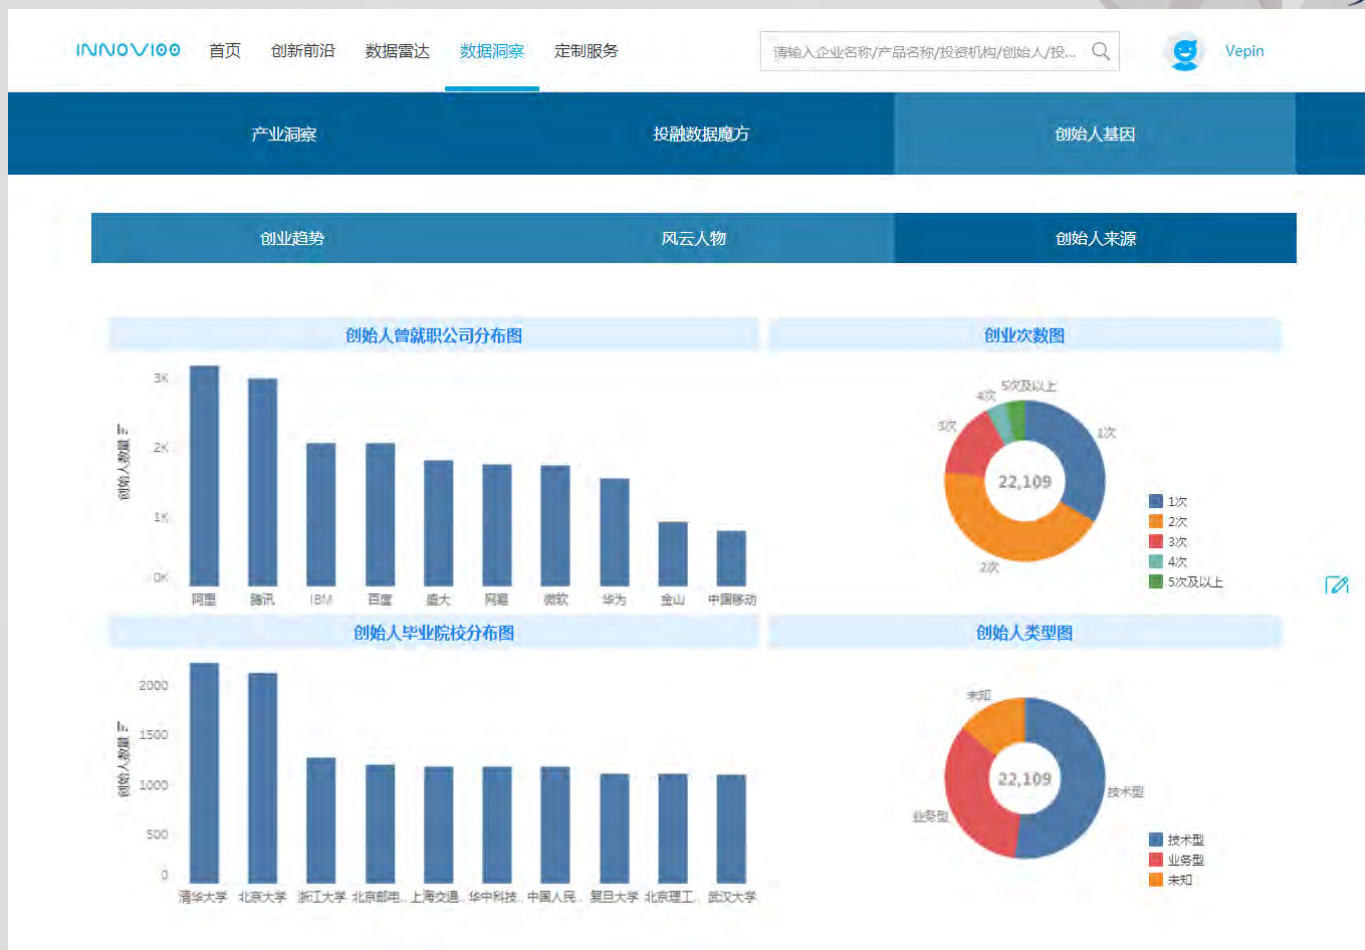 INNOV100 首页 创新前沿 数据雷达 数据洞察 定制服务 请输入企业名称/产品名称/投资机构/创始人/投... Vepin
产业洞察 投融数据魔方 创始人基因
创业趋势 风云人物 创始人来源
创始人曾就职公司分布图
3K
2K
1K
0K
创始人数量
阿里 腾讯 IBM 百度 盛大 网易 微软 华为 金山 中国移动
创业次数图
5次及以上
4次
3次
1次
22,109
2次
1次
2次
3次
4次
5次及以上
创始人毕业院校分布图
2000
1500
1000
500
0
创始人数量
清华大学 北京大学 浙江大学 北京邮电.. 上海交通.. 华中科技.. 中国人民.. 复旦大学 北京理工.. 武汉大学
创始人类型图
未知
22,109
技术型
业务型
技术型
业务型
未知